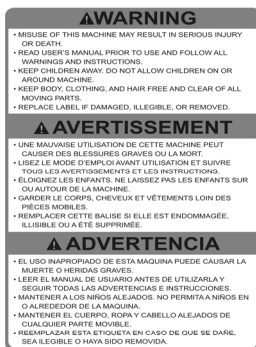 WARNING
• MISUSE OF THIS MACHINE MAY RESULT IN SERIOUS INJURY
OR DEATH.
• READ USER'S MANUAL PRIOR TO USE AND FOLLOW ALL
WARNINGS AND INSTRUCTIONS.
• KEEP CHILDREN AWAY. DO NOT ALLOW CHILDREN ON OR
AROUND MACHINE.
• KEEP BODY, CLOTHING, AND HAIR FREE AND CLEAR OF ALL
MOVING PARTS.
• REPLACE LABEL IF DAMAGED, ILLEGIBLE, OR REMOVED.
AVERTISSEMENT
• UNE MAUVAISE UTILISATION DE CETTE MACHINE PEUT
CAUSER DES BLESSURES GRAVES OU LA MORT.
• LISEZ LE MODE D'EMPLOI AVANT UTILISATION ET SUIVRE
TOUS LES AVERTISSEMENTS ET LES INSTRUCTIONS.
• ÉLOIGNEZ LES ENFANTS. NE LAISSEZ PAS LES ENFANTS SUR
OU AUTOUR DE LA MACHINE.
• GARDER LE CORPS, CHEVEUX ET VÊTEMENTS LOIN DES
PIÈCES MOBILES.
• REMPLACER CETTE BALISE SI ELLE EST ENDOMMAGÉE,
ILLISIBLE OU A ÉTÉ SUPPRIMÉE.
ADVERTENCIA
• EL USO INAPROPIADO DE ESTA MAQUINA PUEDE CAUSAR LA
MUERTE O HERIDAS GRAVES.
• LEER EL MANUAL DE USUARIO ANTES DE UTILIZARLA Y
SEGUIR TODAS LAS ADVERTENCIAS E INSTRUCCIONES.
• MANTENER A LOS NIÑOS ALEJADOS. NO PERMITA A NIÑOS EN
O ALREDEDOR DE LA MAQUINA.
• MANTENER EL CUERPO, ROPA Y CABELLO ALEJADOS DE
CUALQUIER PARTE MOVIBLE.
• REEMPLAZAR ESTA ETIQUETA EN CASO DE QUE SE DAÑE,
SEA ILEGIBLE O HAYA SIDO REMOVIDA.